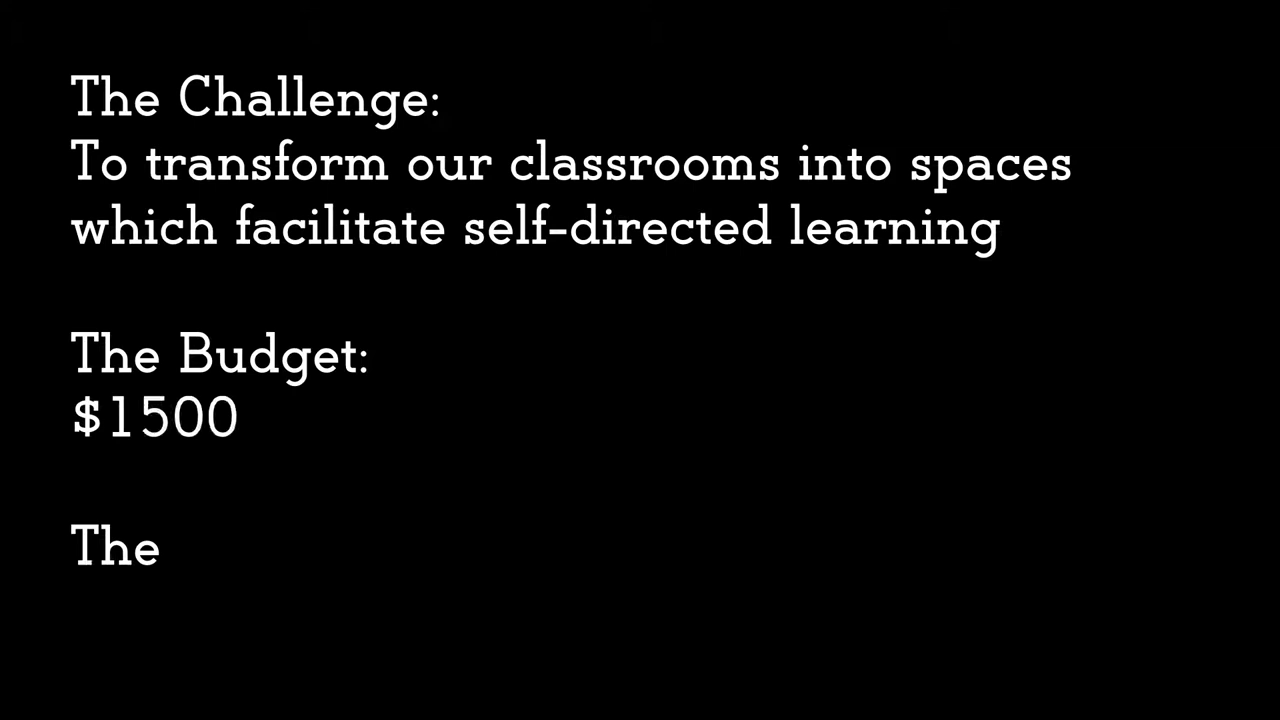 The Challenge:
To transform our classrooms into spaces
which facilitate self-directed learning
The Budget:
$1500
The